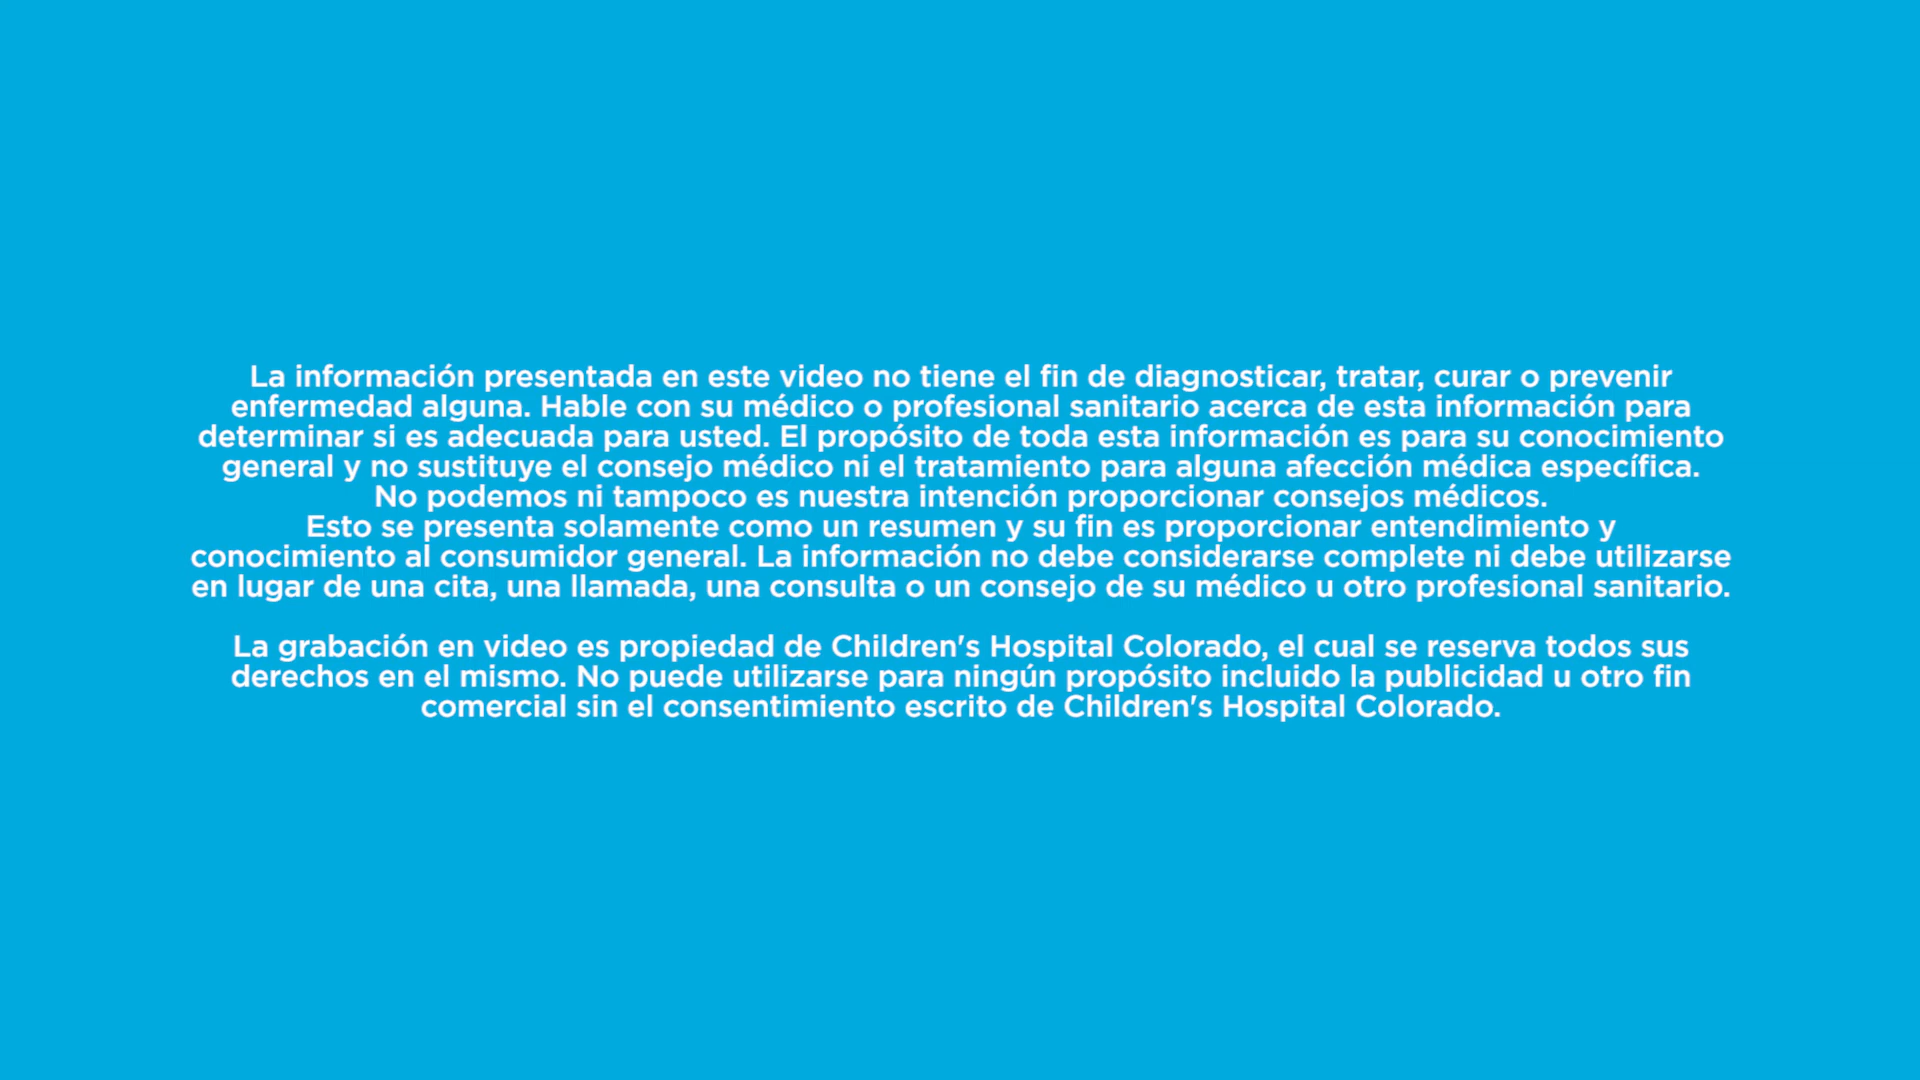 La información presentada en este video no tiene el fin de diagnosticar, tratar, curar o prevenir
enfermedad alguna. Hable con su médico o profesional sanitario acerca de esta información para
determinar si es adecuada para usted. El propósito de toda esta información es para su conocimiento
general y no sustituye el consejo médico ni el tratamiento para alguna afección médica específica.
No podemos ni tampoco es nuestra intención proporcionar consejos médicos.
Esto se presenta solamente como un resumen y su fin es proporcionar entendimiento y
conocimiento al consumidor general. La información no debe considerarse complete ni debe utilizarse
en lugar de una cita, una llamada, una consulta o un consejo de su médico u otro profesional sanitario.
La grabación en video es propiedad de Children's Hospital Colorado, el cual se reserva todos sus
derechos en el mismo. No puede utilizarse para ningún propósito incluido la publicidad u otro fin
comercial sin el consentimiento escrito de Children's Hospital Colorado.